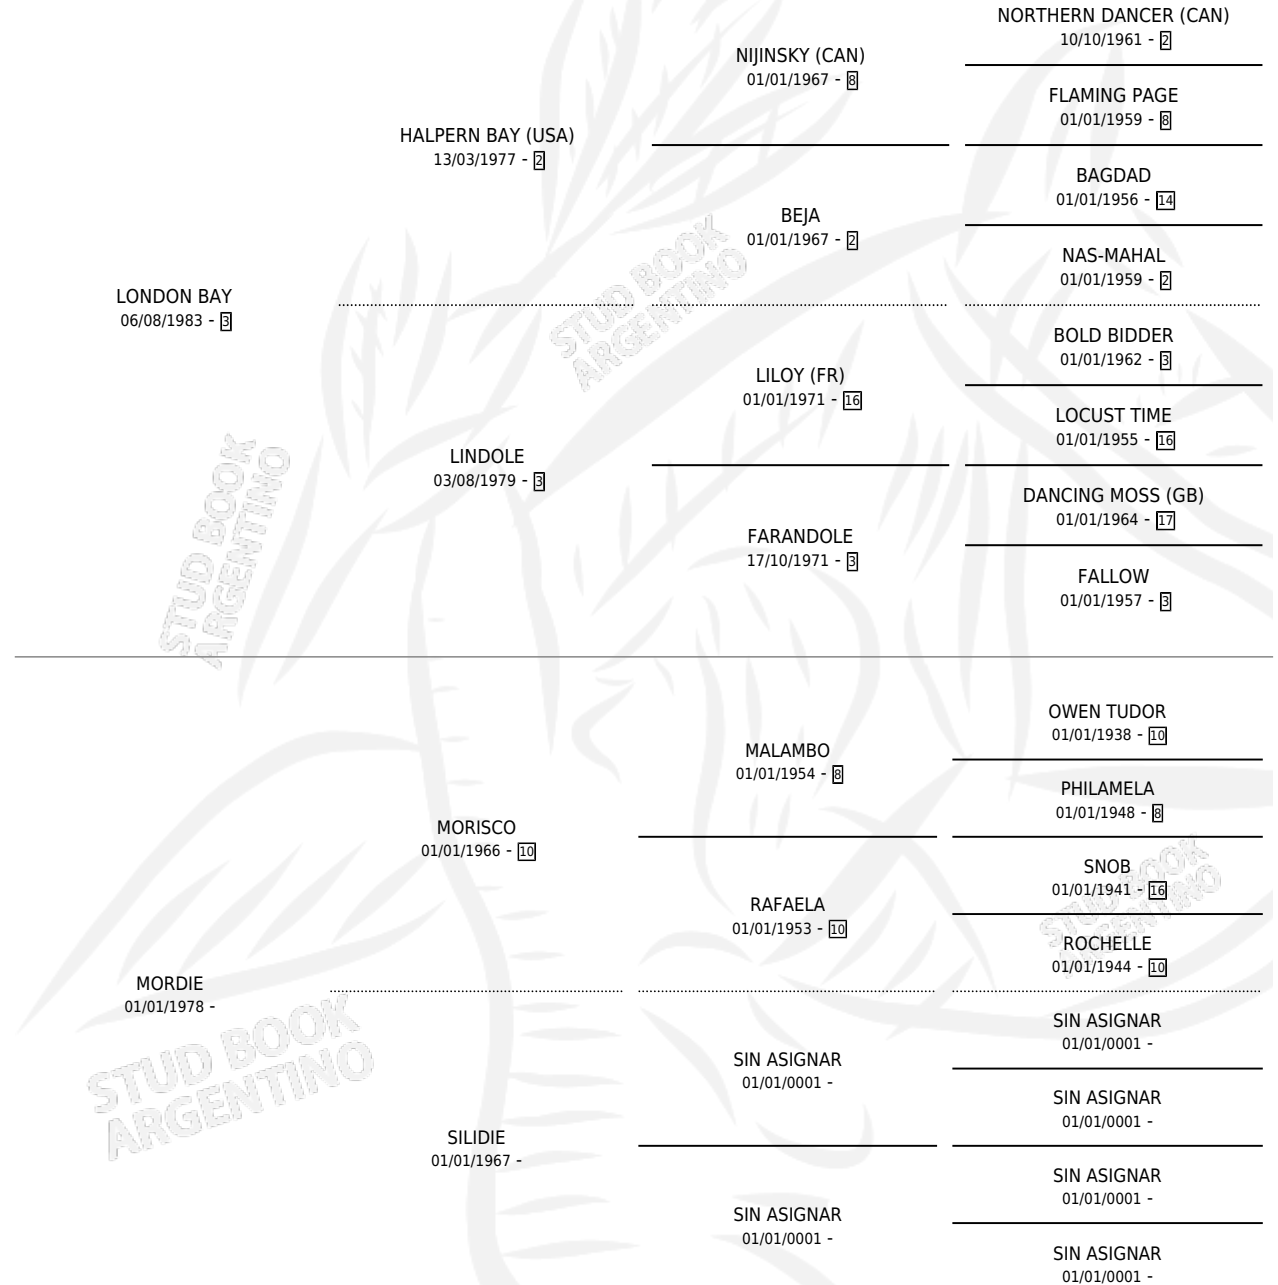 NORTHERN DANCER (CAN)
10/10/1961 - 2
NIJINSKY (CAN)
01/01/1967 - 8
FLAMING PAGE
01/01/1959 - 8
HALPERN BAY (USA)
13/03/1977 - 2
BAGDAD
01/01/1956 - 14
BEJA
01/01/1967 - 2
NAS-MAHAL
01/01/1959 - 2
LONDON BAY
06/08/1983 - 3
STUD BOOK
ARGENTINO
BOLD BIDDER
01/01/1962 - 3
LILOY (FR)
01/01/1971 - 16
LOCUST TIME
01/01/1955 - 16
LINDOLE
03/08/1979 - 3
DANCING MOSS (GB)
01/01/1964 - 17
FARANDOLE
17/10/1971 - 3
FALLOW
01/01/1957 - 3
STUD BOOK
ARGENTINO
OWEN TUDOR
01/01/1938 - 10
MALAMBO
01/01/1954 - 8
PHILAMELA
01/01/1948 - 8
MORISCO
01/01/1966 - 10
SNOB
01/01/1941 - 16
RAFAELA
01/01/1953 - 10
STUD BOOK
ARGENTINO
ROCHELLE
01/01/1944 - 10
MORDIE
01/01/1978 -
SIN ASIGNAR
01/01/0001 -
SIN ASIGNAR
01/01/0001 -
STUD BOOK
ARGENTINO
SIN ASIGNAR
01/01/0001 -
SILIDIE
01/01/1967 -
SIN ASIGNAR
01/01/0001 -
SIN ASIGNAR
01/01/0001 -
SIN ASIGNAR
01/01/0001 -